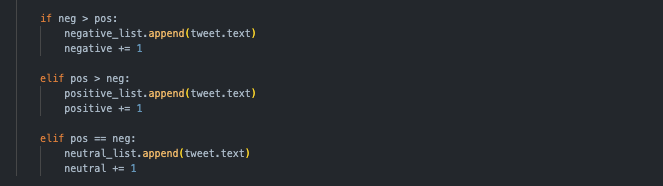 if neg > pos:
negative_list.append(tweet.text)
negative += 1
elif pos > neg:
positive_list.append(tweet.text)
positive += 1
elif pos == neg:
neutral_list.append(tweet.text)
neutral += 1